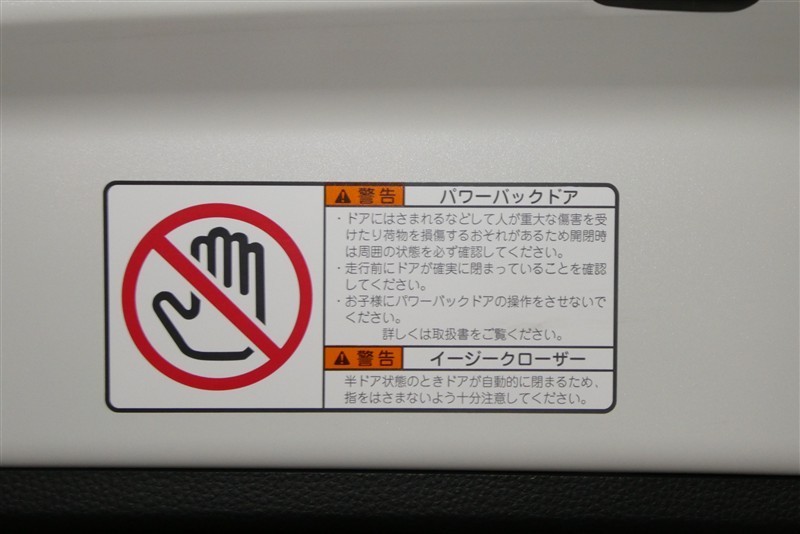 ⚠警告 パワーバックドア
・ドアにはさまれるなどして人が重大な傷害を受
けたり荷物を損傷するおそれがあるため開閉時
は周囲の状態を必ず確認してください。
・走行前にドアが確実に閉まっていることを確認
してください。
・お子様にパワーバックドアの操作をさせないで
ください。
詳しくは取扱書をご覧ください。
⚠警告 イージークローザー
半ドア状態のときドアが自動的に閉まるため、
指をはさまないよう十分注意してください。